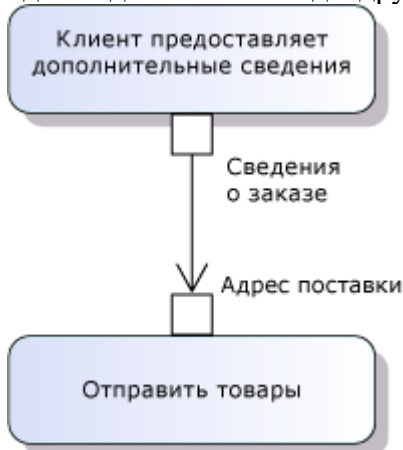 Клиент предоставляет
дополнительные сведения
Сведения
о заказе
Адрес поставки
Отправить товары